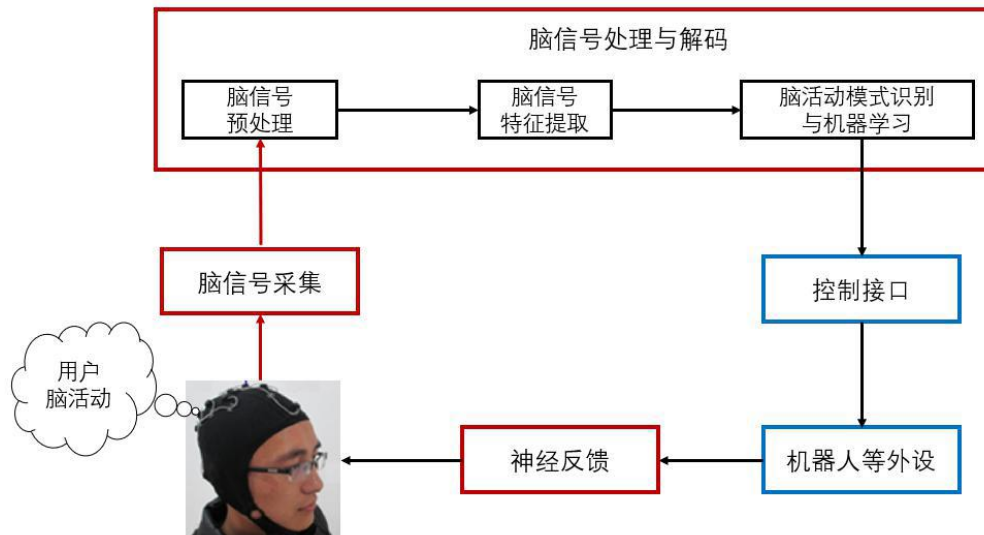 脑信号处理与解码
脑信号
预处理
脑信号
特征提取
脑活动模式识别
与机器学习
脑信号采集
控制接口
用户
脑活动
神经反馈
机器人等外设